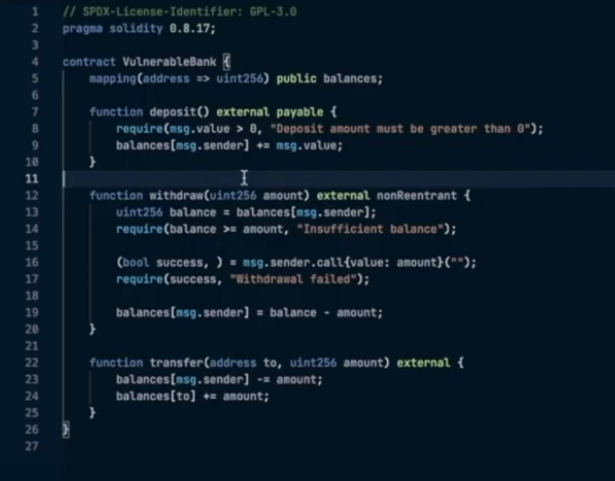 1 // SPDX-License-Identifier: GPL-3.0
2 pragma solidity 0.8.17;
3
4 contract VulnerableBank {
5 mapping(address => uint256) public balances;
6
7 function deposit() external payable {
8 require(msg.value > 0, "Deposit amount must be greater than 0");
9 balances[msg.sender] += msg.value;
10 }
11
12 function withdraw(uint256 amount) external nonReentrant {
13 uint256 balance = balances[msg.sender];
14 require(balance >= amount, "Insufficient balance");
15
16 (bool success, ) = msg.sender.call{value: amount}("");
17 require(success, "Withdrawal failed");
18
19 balances[msg.sender] = balance - amount;
20 }
21
22 function transfer(address to, uint256 amount) external {
23 balances[msg.sender] -= amount;
24 balances[to] += amount;
25 }
26 }
27